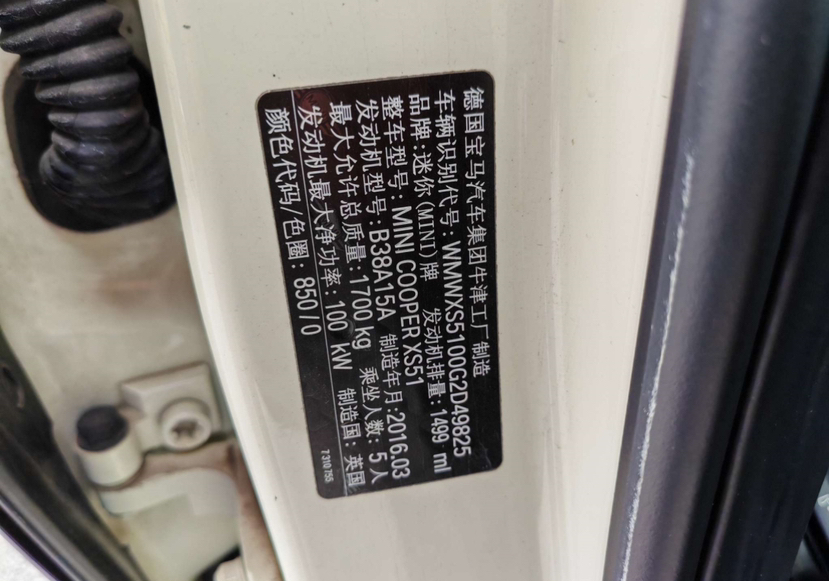 德国宝马汽车集团牛津工厂制造
车辆识别代号: WMWXS5100G2D49825
品牌:迷你(MINI)牌 发动机排量:1499 ml
整车型号: MINI COOPER XS51
发动机型号: B38A15A 制造年月:2016.03
最大允许总质量:1700 kg 乘坐人数: 5 人
发动机最大净功率: 100 kW 制造国: 英国
颜色代码/色圈: 850/0
7 310 755